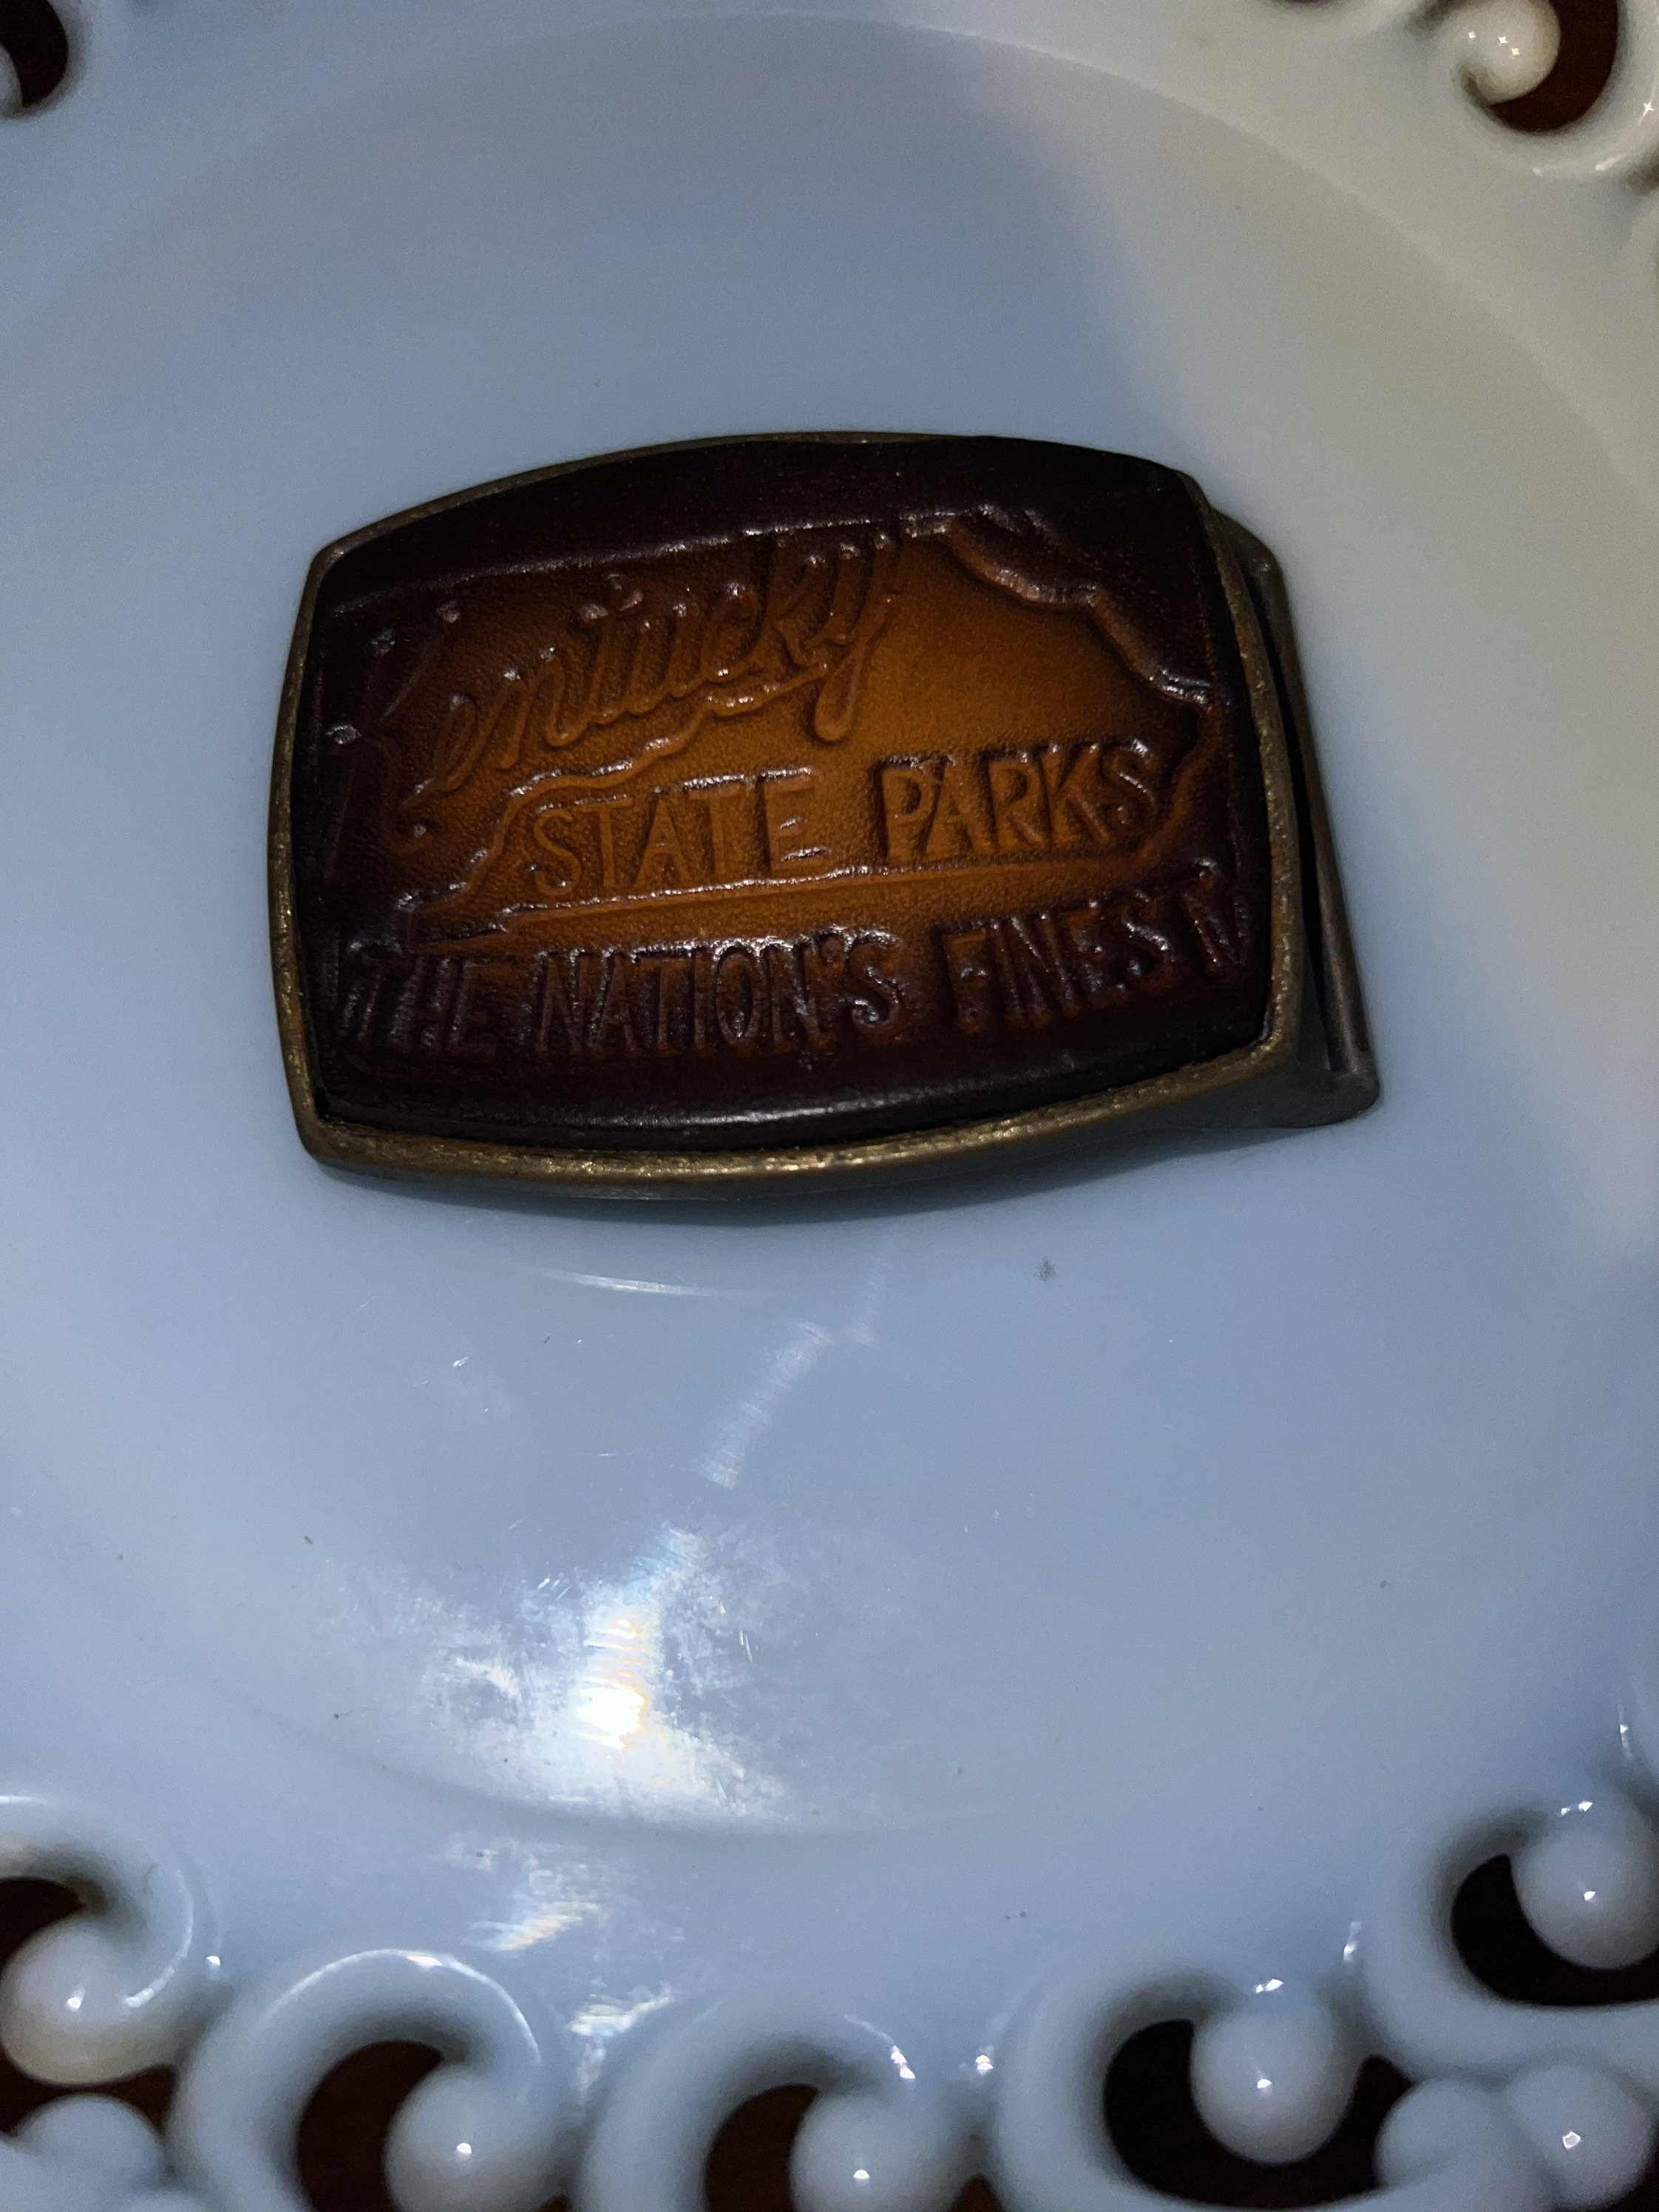 Kentucky
STATE PARKS
"THE NATION'S FINEST"